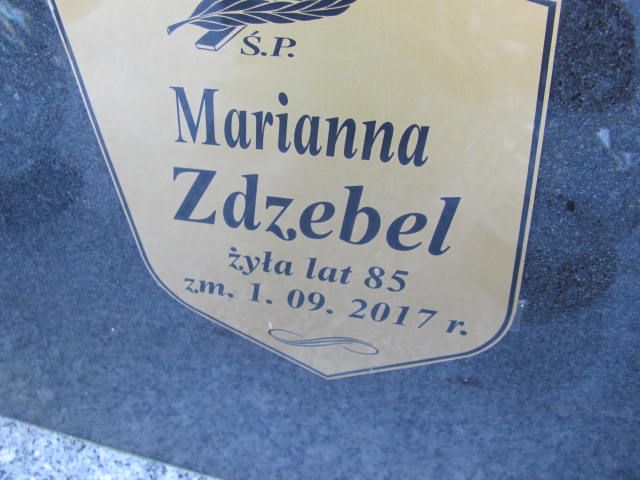 Ś.P.
Marianna
Zdzebel
żyła lat 85
zm. 1. 09. 2017 r.